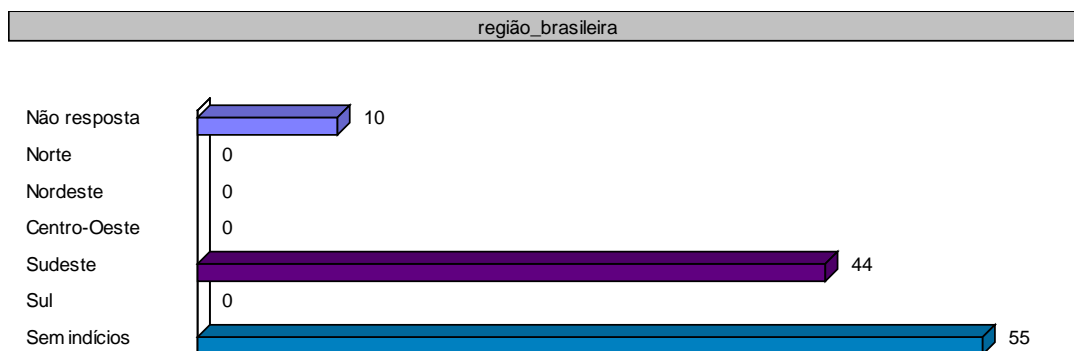 região_brasileira
Não resposta 10
Norte 0
Nordeste 0
Centro-Oeste 0
Sudeste 44
Sul 0
Sem indícios 55